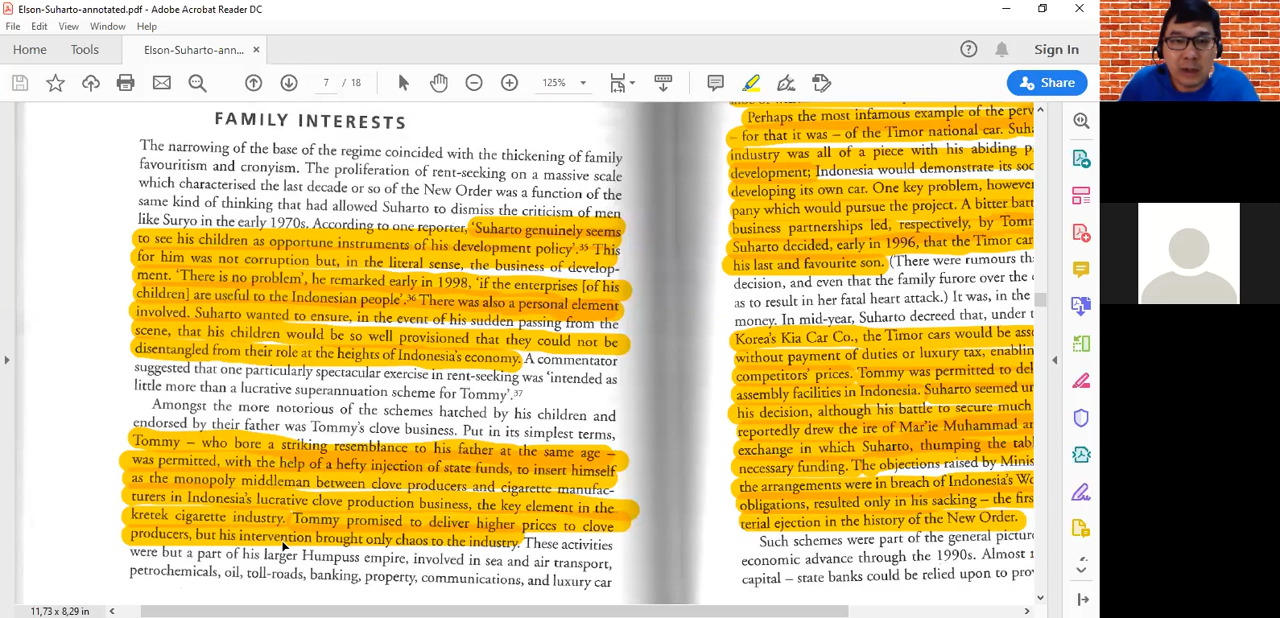 Elson-Suharto-annotated.pdf - Adobe Acrobat Reader DC
File Edit View Window Help
Home Tools Elson-Suharto-ann... × Sign In
7 / 18 125% Share
FAMILY INTERESTS
The narrowing of the base of the regime coincided with the thickening of family
favouritism and cronyism. The proliferation of rent-seeking on a massive scale
which characterised the last decade or so of the New Order was a function of the
same kind of thinking that had allowed Suharto to dismiss the criticism of men
like Suryo in the early 1970s. According to one reporter, 'Suharto genuinely seems
to see his children as opportune instruments of his development policy'.35 This
for him was not corruption but, in the literal sense, the business of develop-
ment. 'There is no problem', he remarked early in 1998, 'if the enterprises [of his
children] are useful to the Indonesian people'.36 There was also a personal element
involved. Suharto wanted to ensure, in the event of his sudden passing from the
scene, that his children would be so well provisioned that they could not be
disentangled from their role at the heights of Indonesia's economy. A commentator
suggested that one particularly spectacular exercise in rent-seeking was 'intended as
little more than a lucrative superannuation scheme for Tommy'.37
Amongst the more notorious of the schemes hatched by his children and
endorsed by their father was Tommy's clove business. Put in its simplest terms,
Tommy – who bore a striking resemblance to his father at the same age –
was permitted, with the help of a hefty injection of state funds, to insert himself
as the monopoly middleman between clove producers and cigarette manufac-
turers in Indonesia's lucrative clove production business, the key element in the
kretek cigarette industry. Tommy promised to deliver higher prices to clove
producers, but his intervention brought only chaos to the industry. These activities
were but a part of his larger Humpuss empire, involved in sea and air transport,
petrochemicals, oil, toll-roads, banking, property, communications, and luxury car
Perhaps the most infamous example of the perv
– for that it was – of the Timor national car. Suha
industry was all of a piece with his abiding p
development; Indonesia would demonstrate its soc
developing its own car. One key problem, however
pany which would pursue the project. A bitter batt
business partnerships led, respectively, by Tom
Suharto decided, early in 1996, that the Timor car
his last and favourite son. (There were rumours th
decision, and even that the family furore over the
as to result in her fatal heart attack.) It was, in the
money. In mid-year, Suharto decreed that, under t
Korea's Kia Car Co., the Timor cars would be asse
without payment of duties or luxury tax, enablin
competitors' prices. Tommy was permitted to del
assembly facilities in Indonesia. Suharto seemed un
his decision, although his battle to secure much
reportedly drew the ire of Mar'ie Muhammad an
exchange in which Suharto, thumping the tab
necessary funding. The objections raised by Minis
the arrangements were in breach of Indonesia's Wo
obligations, resulted only in his sacking – the firs
terial ejection in the history of the New Order.
Such schemes were part of the general pictur
economic advance through the 1990s. Almost
capital – state banks could be relied upon to pro
11,73 x 8,29 in